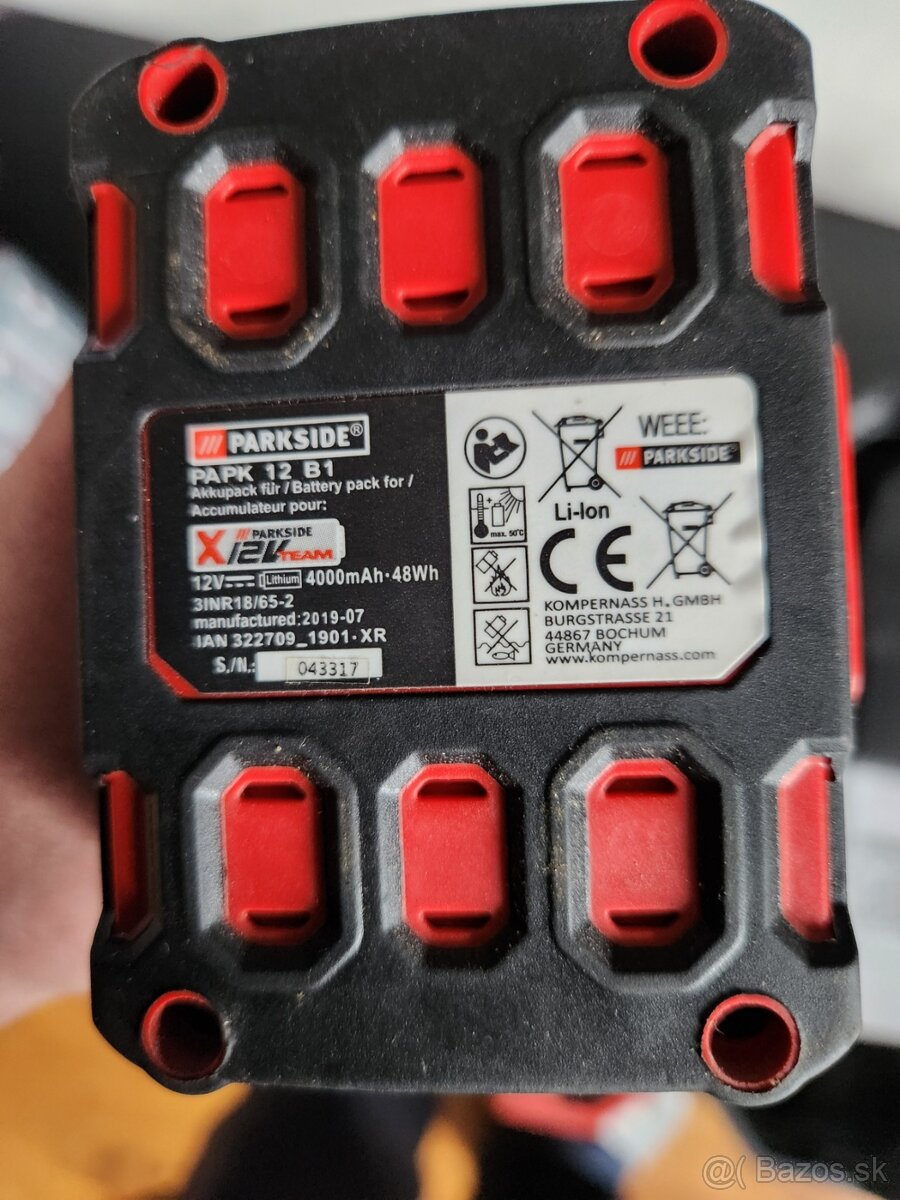 /// PARKSIDE®
PAPK 12 B1
Akkupack für / Battery pack for /
Accumulateur pour:
/// PARKSIDE
X12V TEAM
12V Lithium 4000mAh·48Wh
3INR18/65-2
manufactured:2019-07
IAN 322709_1901·XR
S./N.: 043317
WEEE:
/// PARKSIDE®
Li-Ion
max. 50°C
CE
KOMPERNASS H.GMBH
BURGSTRASSE 21
44867 BOCHUM
GERMANY
www.kompernass.com
@( Bazos.sk